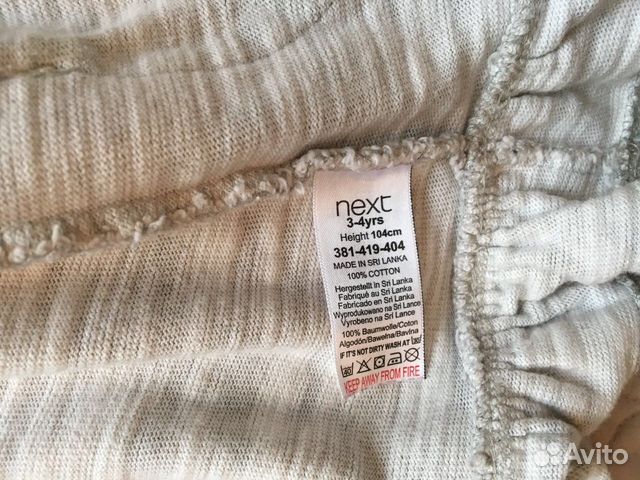 next
3-4yrs
Height 104cm
381-419-404
MADE IN SRI LANKA
100% COTTON
Hergestellt in Sri Lanka
Fabriqué au Sri Lanka
Fabricado en Sri Lanka
Wyprodukowano na Sri Lance
Vyrobeno na Sri Lance
100% Baumwolle/Coton
Algodón/Bawełna/Bavlna
IF IT'S NOT DIRTY WASH AT
KEEP AWAY FROM FIRE
Avito